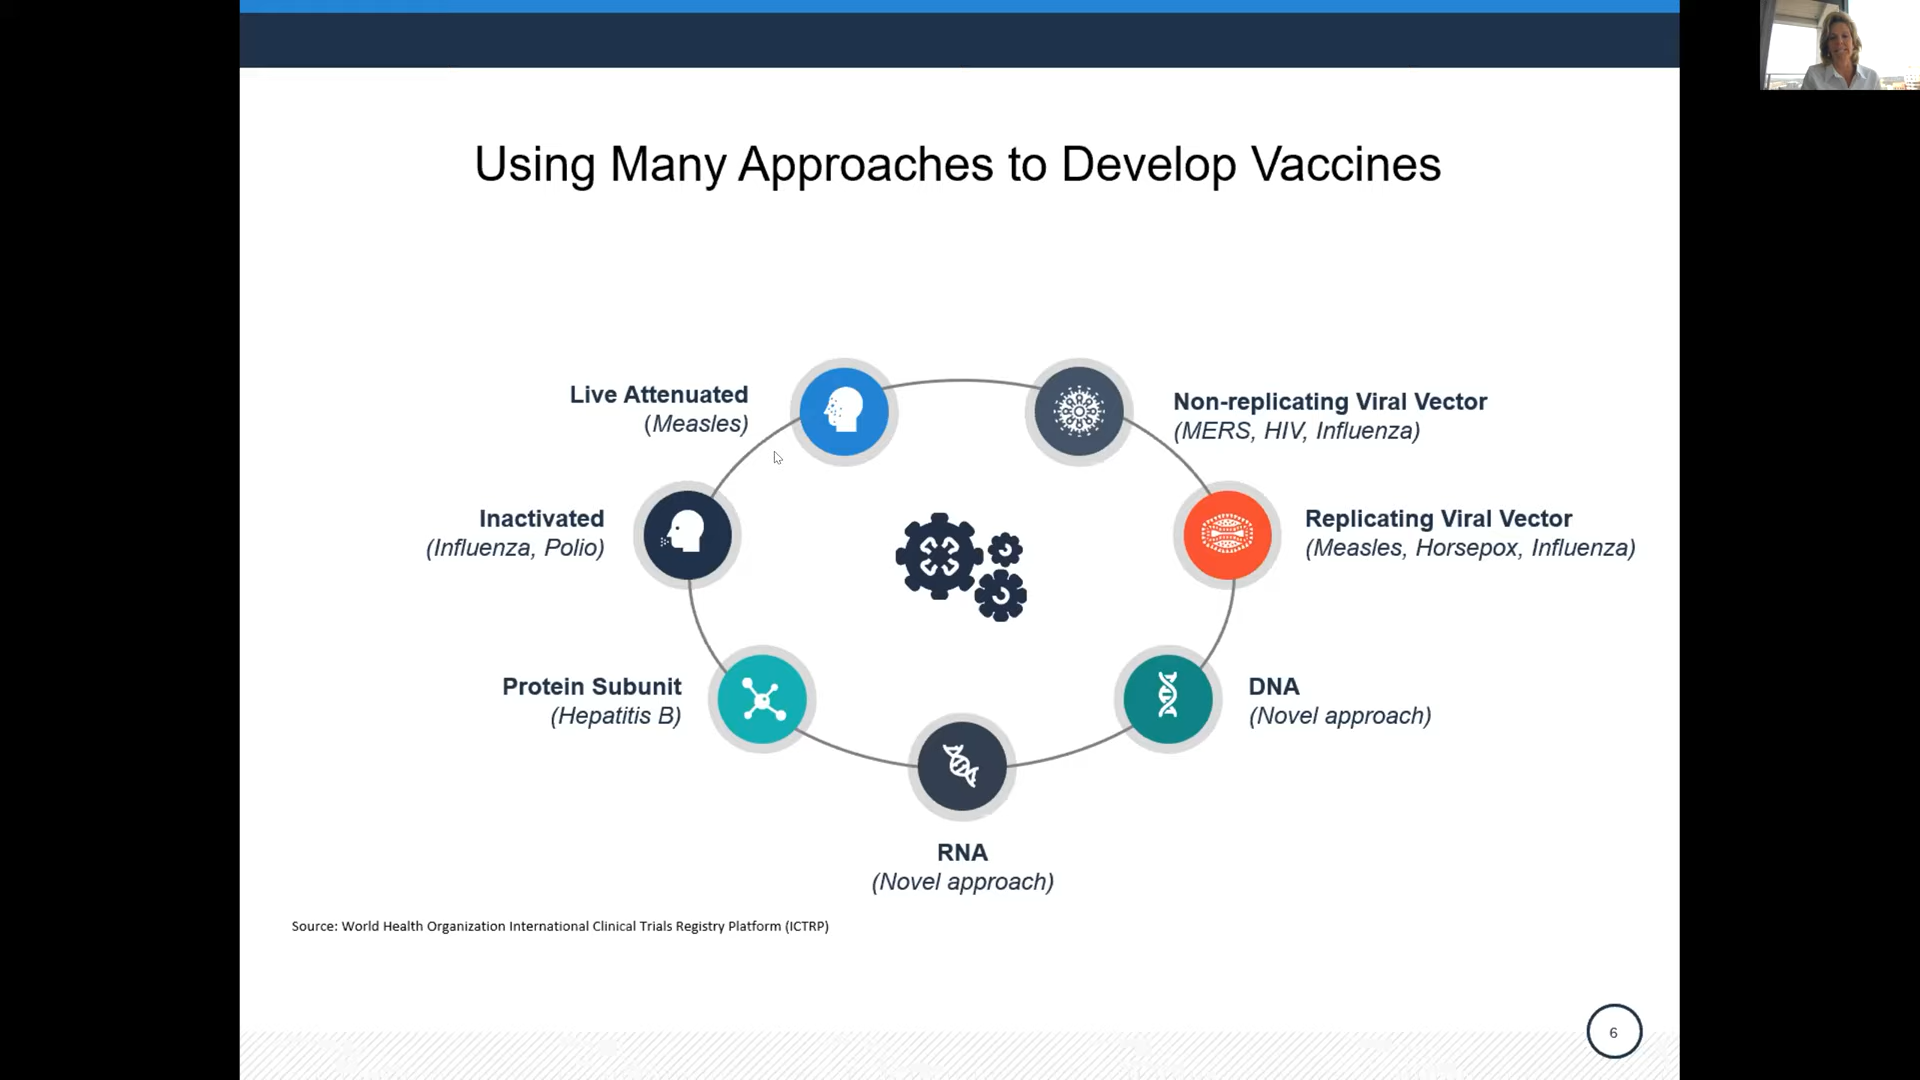 Using Many Approaches to Develop Vaccines
Live Attenuated
(Measles)
Non-replicating Viral Vector
(MERS, HIV, Influenza)
Inactivated
(Influenza, Polio)
Replicating Viral Vector
(Measles, Horsepox, Influenza)
Protein Subunit
(Hepatitis B)
DNA
(Novel approach)
RNA
(Novel approach)
Source: World Health Organization International Clinical Trials Registry Platform (ICTRP)
6